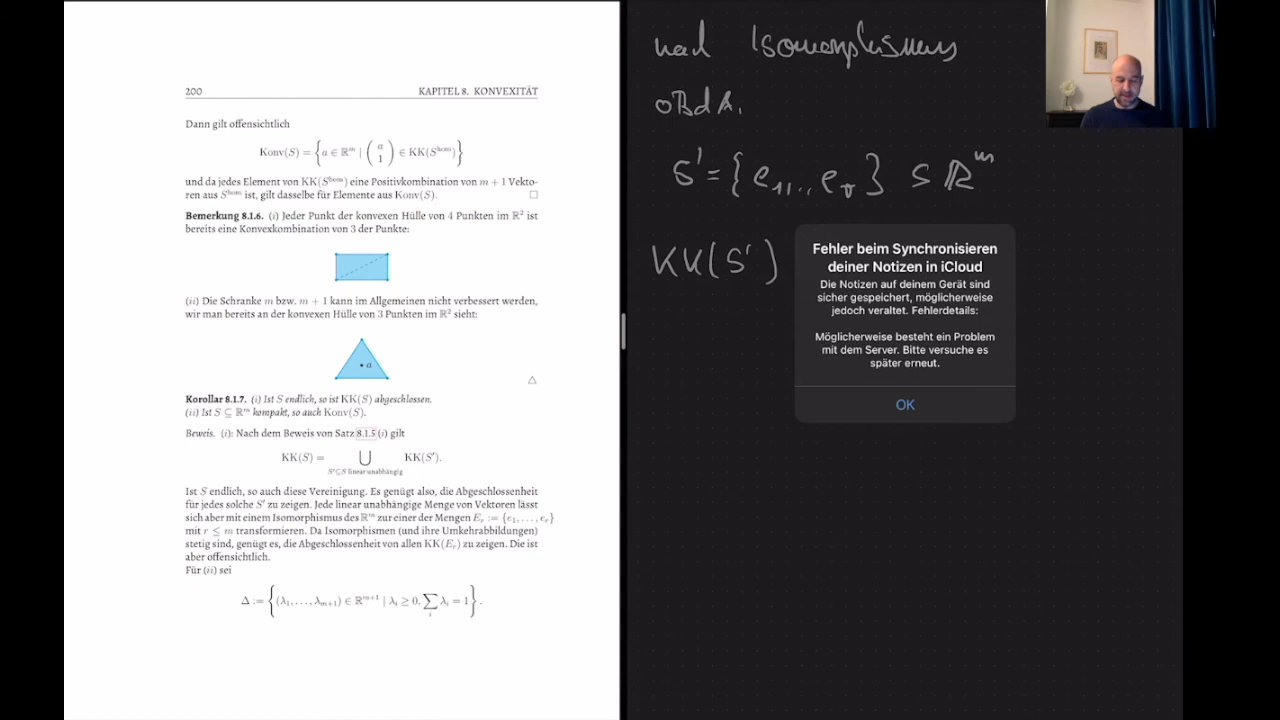 200 KAPITEL 8. KONVEXITÄT
Dann gilt offensichtlich
Konv(S) = { a ∈ ℝ^m | ( a 1 ) ∈ KK(S^hom) }
und da jedes Element von KK(S^hom) eine Positivkombination von m + 1 Vekto-
ren aus S^hom ist, gilt dasselbe für Elemente aus Konv(S). □
Bemerkung 8.1.6. (i) Jeder Punkt der konvexen Hülle von 4 Punkten im ℝ² ist
bereits eine Konvexkombination von 3 der Punkte:
(ii) Die Schranke m bzw. m + 1 kann im Allgemeinen nicht verbessert werden,
wir man bereits an der konvexen Hülle von 3 Punkten im ℝ² sieht:
a
△
Korollar 8.1.7. (i) Ist S endlich, so ist KK(S) abgeschlossen.
(ii) Ist S ⊆ ℝ^m kompakt, so auch Konv(S).
Beweis. (i): Nach dem Beweis von Satz 8.1.5 (i) gilt
KK(S) = ⋃ KK(S′).
S′⊆S linear unabhängig
Ist S endlich, so auch diese Vereinigung. Es genügt also, die Abgeschlossenheit
für jedes solche S′ zu zeigen. Jede linear unabhängige Menge von Vektoren lässt
sich aber mit einem Isomorphismus des ℝ^m zur einer der Mengen E_r := {e_1, . . . , e_r}
mit r ≤ m transformieren. Da Isomorphismen (und ihre Umkehrabbildungen)
stetig sind, genügt es, die Abgeschlossenheit von allen KK(E_r) zu zeigen. Die ist
aber offensichtlich.
Für (ii) sei
Δ := { (λ_1, . . . , λ_{m+1}) ∈ ℝ^{m+1} | λ_i ≥ 0, ∑_i λ_i = 1 } .
nach Isomorphismus
oBdA.
S' = { e_1, .., e_r } ⊆ ℝ^m
KK(S')
Fehler beim Synchronisieren
deiner Notizen in iCloud
Die Notizen auf deinem Gerät sind
sicher gespeichert, möglicherweise
jedoch veraltet. Fehlerdetails:
Möglicherweise besteht ein Problem
mit dem Server. Bitte versuche es
später erneut.
OK